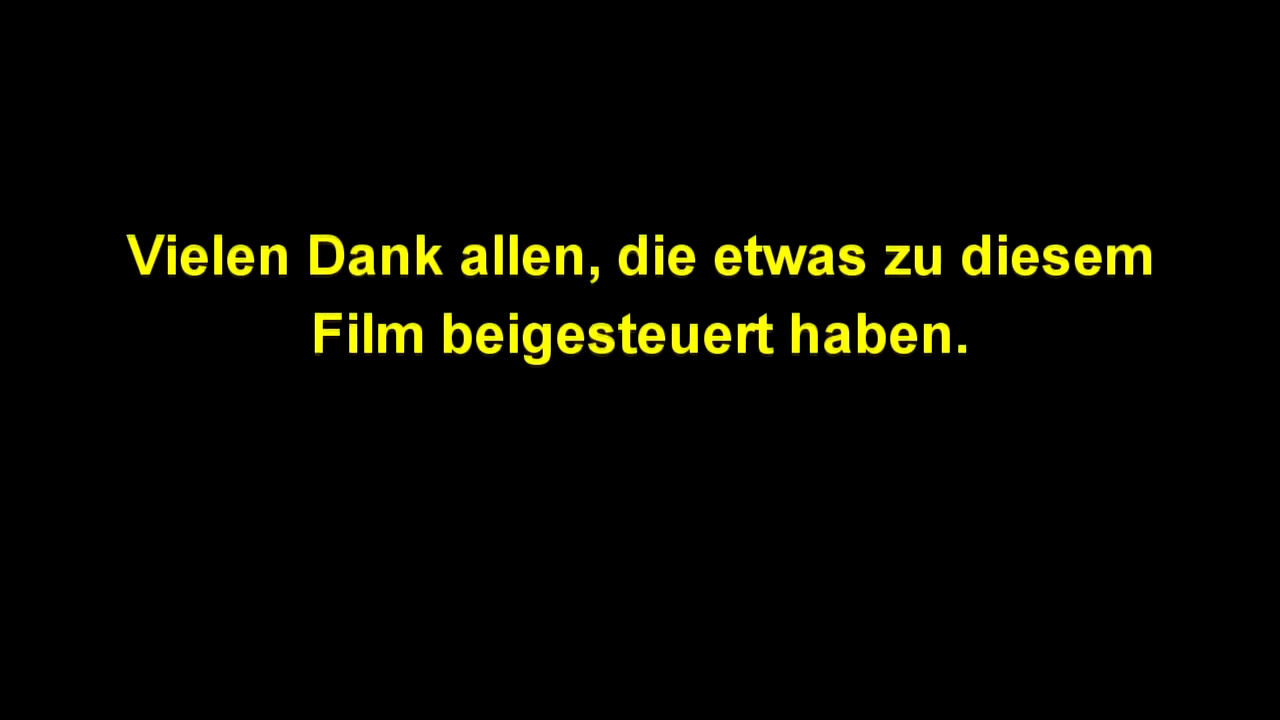 Vielen Dank allen, die etwas zu diesem
Film beigesteuert haben.